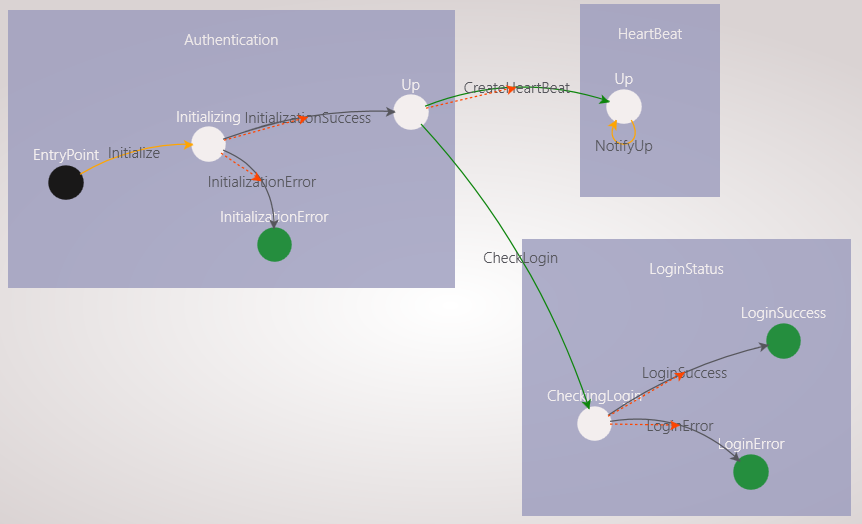 Authentication
HeartBeat
Up
Up
CreateHeartBeat
Initializing
InitializationSuccess
NotifyUp
EntryPoint
Initialize
InitializationError
InitializationError
CheckLogin
LoginStatus
LoginSuccess
LoginSuccess
CheckingLogin
LoginError
LoginError